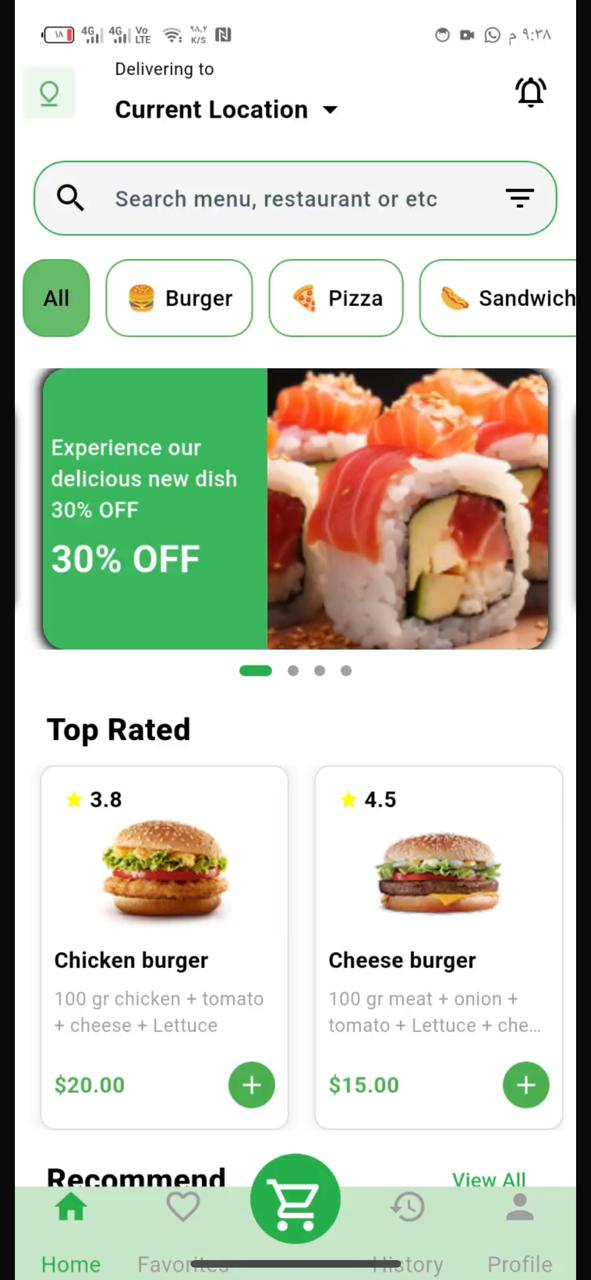 ١٨ 4G 4G Vo LTE ٩٨,٢ K/S ٩:٣٨ م
Delivering to
Current Location
Search menu, restaurant or etc
All Burger Pizza Sandwich
Experience our
delicious new dish
30% OFF
30% OFF
Top Rated
3.8
4.5
Chicken burger
Cheese burger
100 gr chicken + tomato
+ cheese + Lettuce
100 gr meat + onion +
tomato + Lettuce + che...
$20.00
$15.00
Recommend
View All
Home Favorites History Profile